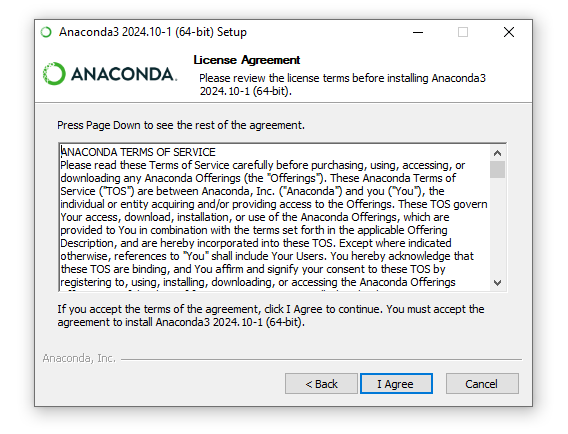 Anaconda3 2024.10-1 (64-bit) Setup
License Agreement
ANACONDA.
Please review the license terms before installing Anaconda3
2024.10-1 (64-bit).
Press Page Down to see the rest of the agreement.
ANACONDA TERMS OF SERVICE
Please read these Terms of Service carefully before purchasing, using, accessing, or
downloading any Anaconda Offerings (the "Offerings"). These Anaconda Terms of
Service ("TOS") are between Anaconda, Inc. ("Anaconda") and you ("You"), the
individual or entity acquiring and/or providing access to the Offerings. These TOS govern
Your access, download, installation, or use of the Anaconda Offerings, which are
provided to You in combination with the terms set forth in the applicable Offering
Description, and are hereby incorporated into these TOS. Except where indicated
otherwise, references to "You" shall include Your Users. You hereby acknowledge that
these TOS are binding, and You affirm and signify your consent to these TOS by
registering to, using, installing, downloading, or accessing the Anaconda Offerings
If you accept the terms of the agreement, click I Agree to continue. You must accept the
agreement to install Anaconda3 2024.10-1 (64-bit).
Anaconda, Inc.
< Back
I Agree
Cancel